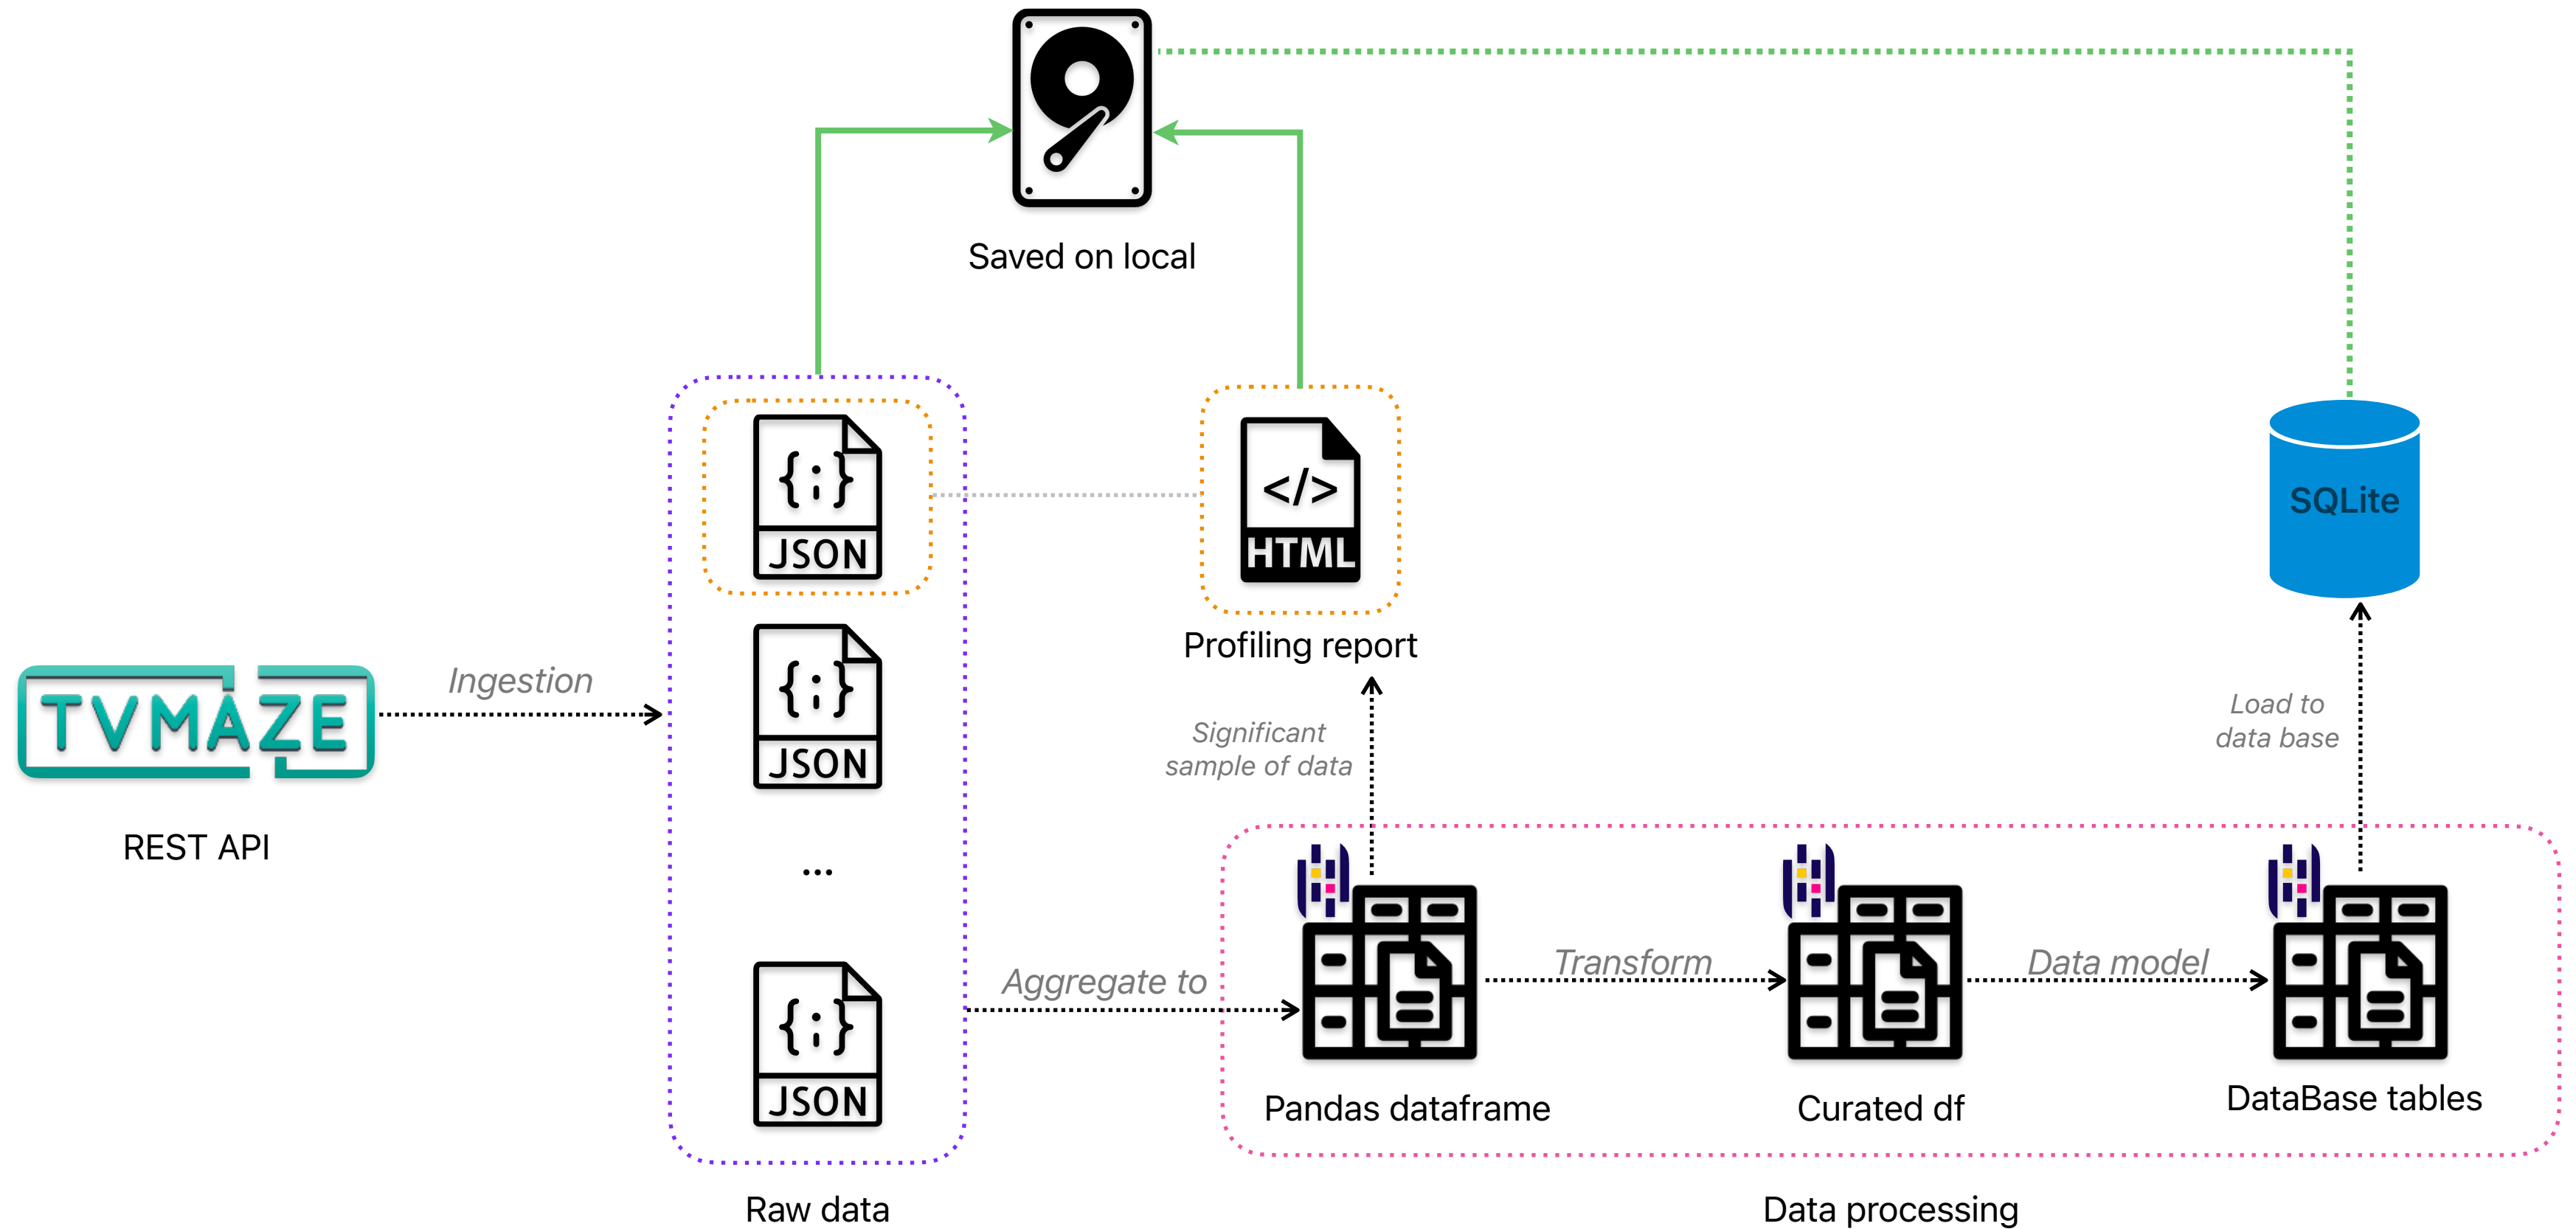 Saved on local
{;}
JSON
</>
HTML
SQLite
{;}
JSON
Profiling report
TVMAZE
Ingestion
Significant
sample of data
Load to
data base
REST API
...
{;}
JSON
Aggregate to
Transform
Data model
Pandas dataframe
Curated df
DataBase tables
Raw data
Data processing